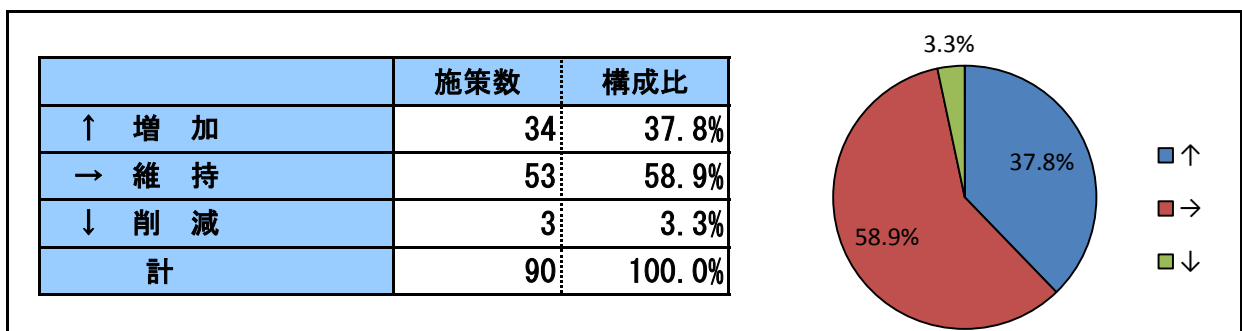 施策数 構成比
↑ 増 加 34 37.8%
→ 維 持 53 58.9%
↓ 削 減 3 3.3%
計 90 100.0%
3.3%
37.8%
58.9%
↑
→
↓